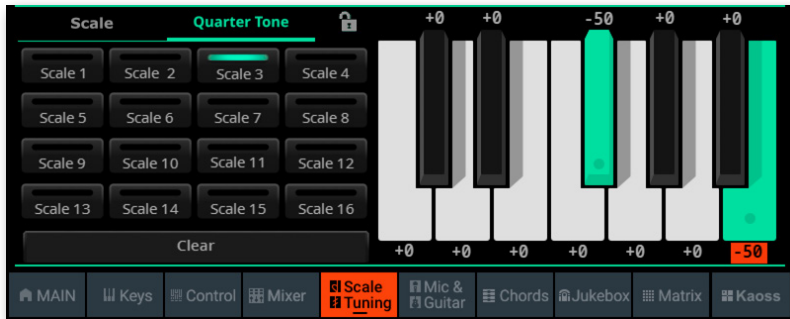 Scale Quarter Tone +0 +0 -50 +0 +0
Scale 1 Scale 2 Scale 3 Scale 4
Scale 5 Scale 6 Scale 7 Scale 8
Scale 9 Scale 10 Scale 11 Scale 12
Scale 13 Scale 14 Scale 15 Scale 16
Clear
+0 +0 +0 +0 +0 +0 -50
MAIN Keys Control Mixer Scale Tuning Mic & Guitar Chords Jukebox Matrix Kaoss